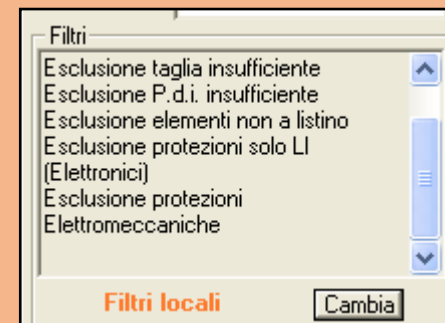 Filtri
Esclusione taglia insufficiente
Esclusione P.d.i. insufficiente
Esclusione elementi non a listino
Esclusione protezioni solo LI
(Elettronici)
Esclusione protezioni
Elettromeccaniche
Filtri locali
Cambia